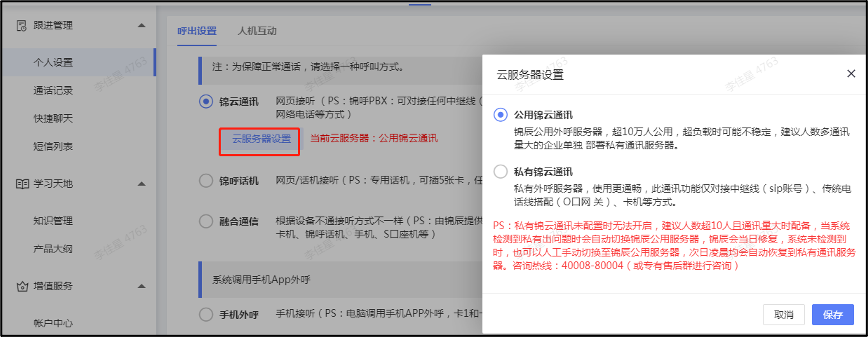 跟进管理
个人设置
通话记录
快捷聊天
短信列表
学习天地
知识管理
产品大纲
增值服务
帐户中心
呼出设置
人机互动
注：为保障正常通话，请选择一种呼叫方式。
锦云通讯
网页接听（PS：锦呼PBX：可对接任何中继线（
网络电话等方式）
云服务器设置
当前云服务器：公用锦云通讯
锦呼话机
网页/话机接听（PS：专用话机，可插5张卡，任
融合通信
根据设备不通接听方式不一样（PS：由锦辰提供
卡机、锦呼话机、手机、S口座机等）
系统调用手机App外呼
手机外呼
手机接听（PS：电脑调用手机APP外呼，卡1和卡
云服务器设置
公用锦云通讯
锦辰公用外呼服务器，超10万人公用，超负载时可能不稳定，建议人数多通讯
量大的企业单独 部署私有通讯服务器。
私有锦云通讯
私有外呼服务器，使用更通畅，此通讯功能仅对接中继线（sip账号）、传统电
话线搭配（O口网 关）、卡机等方式。
PS：私有锦云通讯未配置时无法开启，建议人数超10人且通讯量大时配备，当系
统检测到私有出问题时会自动切换锦辰公用服务器，锦辰会当日修复，系统未检测到
时，也可以人工手动切换至锦辰公用服务器，次日凌晨均会自动恢复到私有通讯服务
器。咨询热线：40008-80004（或专有售后群进行咨询）
取消
保存